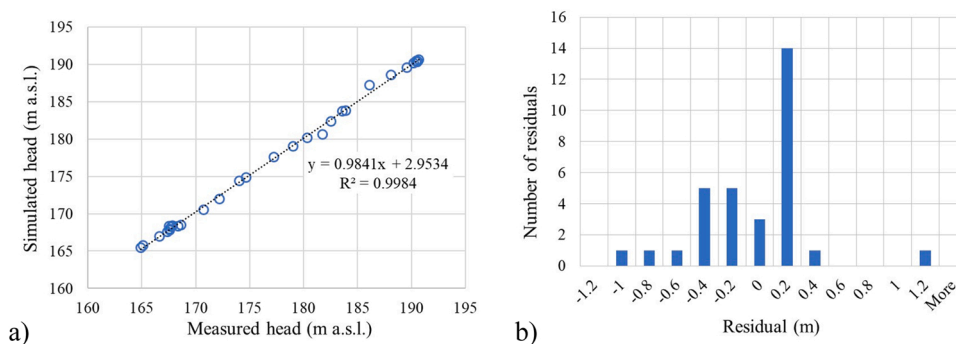 195
190
185
180
175
170
165
160
Simulated head (m a.s.l.)
y = 0.9841x + 2.9534
R² = 0.9984
160 165 170 175 180 185 190 195
Measured head (m a.s.l.)
a)
16
14
12
10
8
6
4
2
0
Number of residuals
-1.2 -1 -0.8 -0.6 -0.4 -0.2 0 0.2 0.4 0.6 0.8 1 1.2 More
Residual (m)
b)